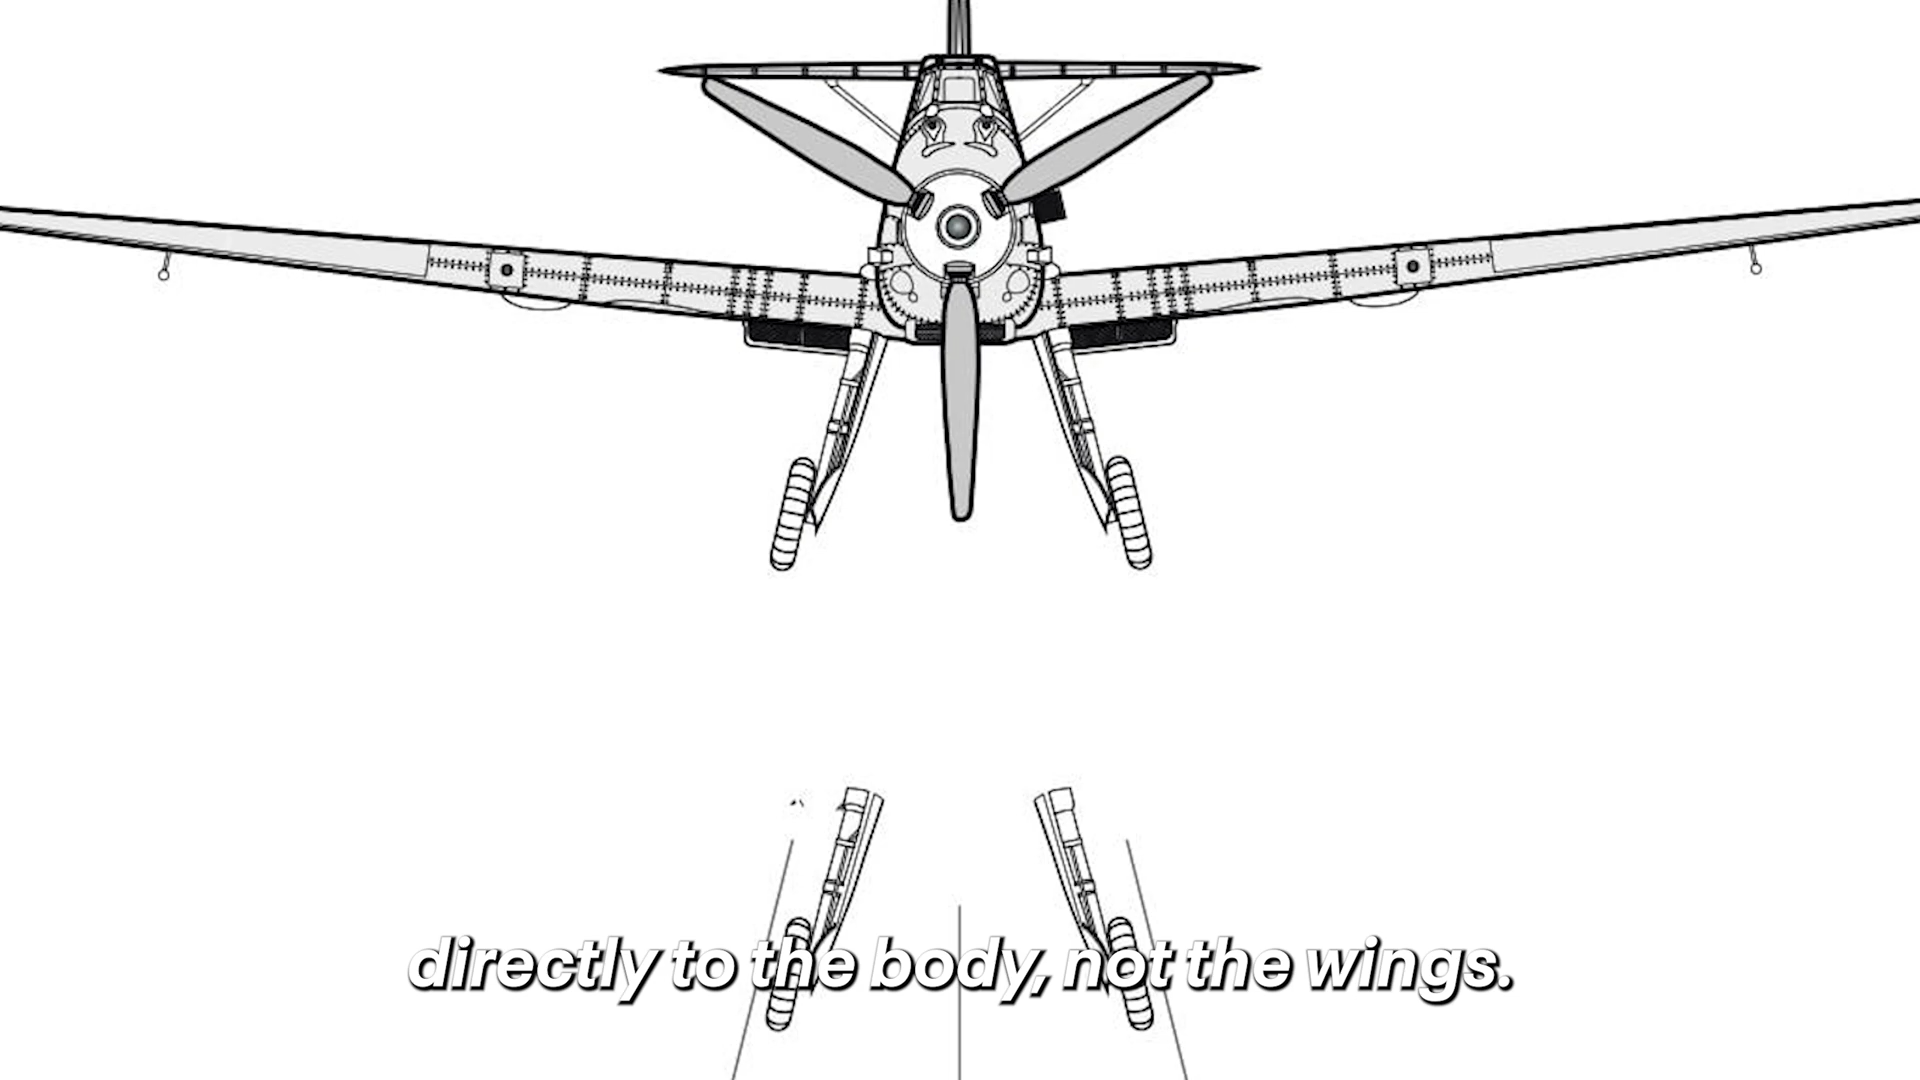 directly to the body, not the wings.